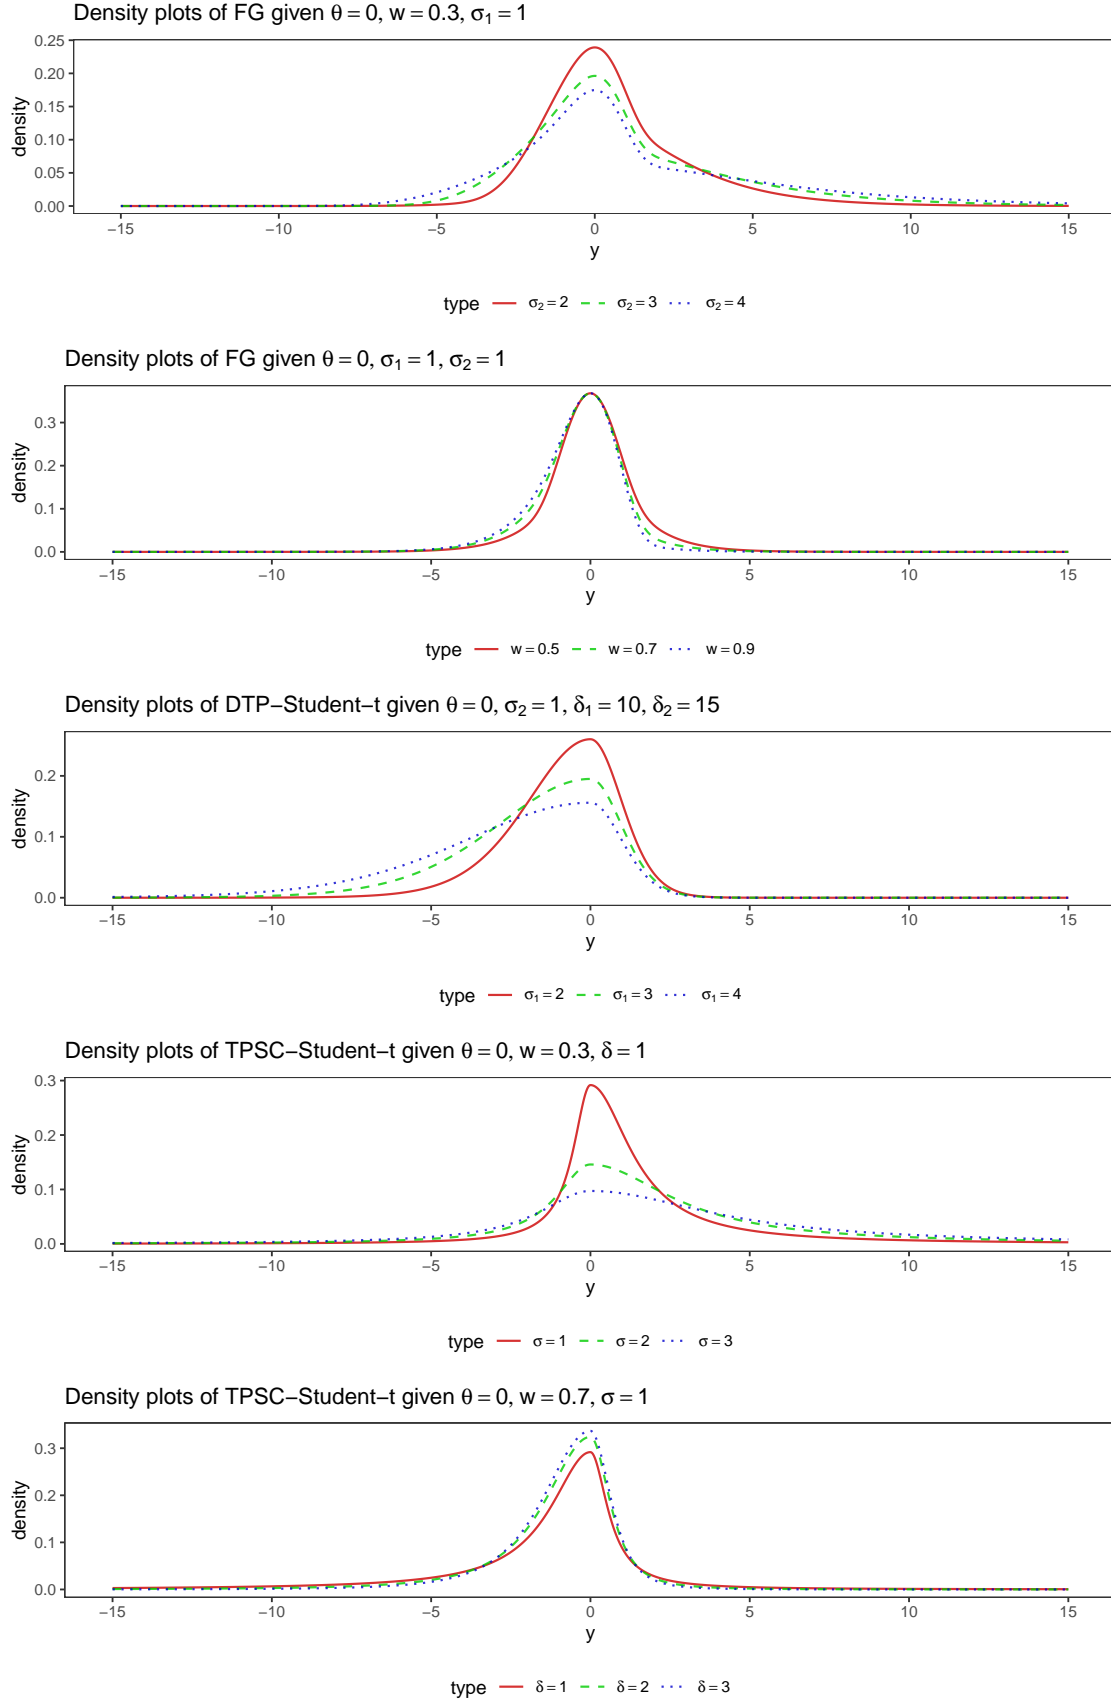 Density plots of FG given θ = 0, w = 0.3, σ₁ = 1
0.25
0.20
0.15
0.10
0.05
0.00
density
−15 −10 −5 0 5 10 15
y
type σ₂ = 2 σ₂ = 3 σ₂ = 4
Density plots of FG given θ = 0, σ₁ = 1, σ₂ = 1
0.3
0.2
0.1
0.0
density
−15 −10 −5 0 5 10 15
y
type w = 0.5 w = 0.7 w = 0.9
Density plots of DTP−Student−t given θ = 0, σ₂ = 1, δ₁ = 10, δ₂ = 15
0.2
0.1
0.0
density
−15 −10 −5 0 5 10 15
y
type σ₁ = 2 σ₁ = 3 σ₁ = 4
Density plots of TPSC−Student−t given θ = 0, w = 0.3, δ = 1
0.3
0.2
0.1
0.0
density
−15 −10 −5 0 5 10 15
y
type σ = 1 σ = 2 σ = 3
Density plots of TPSC−Student−t given θ = 0, w = 0.7, σ = 1
0.3
0.2
0.1
0.0
density
−15 −10 −5 0 5 10 15
y
type δ = 1 δ = 2 δ = 3